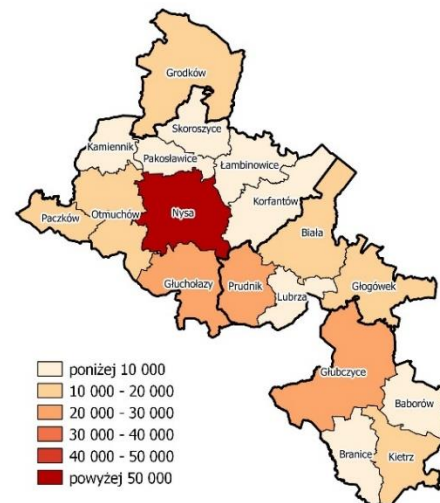 Grodków
Skoroszyce
Kamiennik
Pakosławice
Łambinowice
Korfantów
Paczków
Otmuchów
Nysa
Biała
Głuchołazy
Prudnik
Lubrza
Głogówek
Głubczyce
Baborów
Branice
Kietrz
poniżej 10 000
10 000 - 20 000
20 000 - 30 000
30 000 - 40 000
40 000 - 50 000
powyżej 50 000